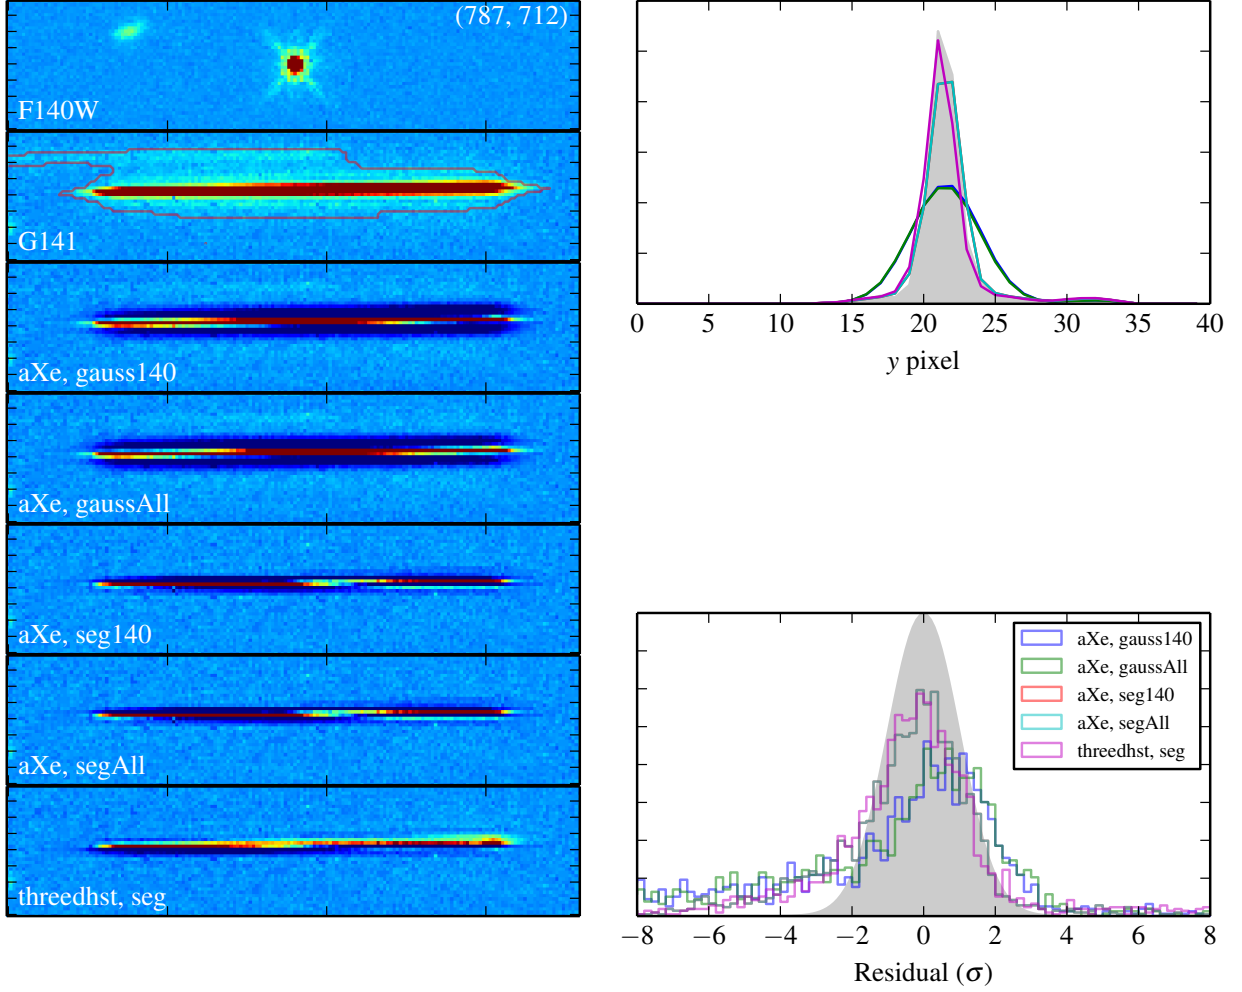 (787, 712)
F140W
G141
aXe, gauss140
aXe, gaussAll
aXe, seg140
aXe, segAll
threedhst, seg
0 5 10 15 20 25 30 35 40
y pixel
aXe, gauss140
aXe, gaussAll
aXe, seg140
aXe, segAll
threedhst, seg
−8 −6 −4 −2 0 2 4 6 8
Residual (σ)